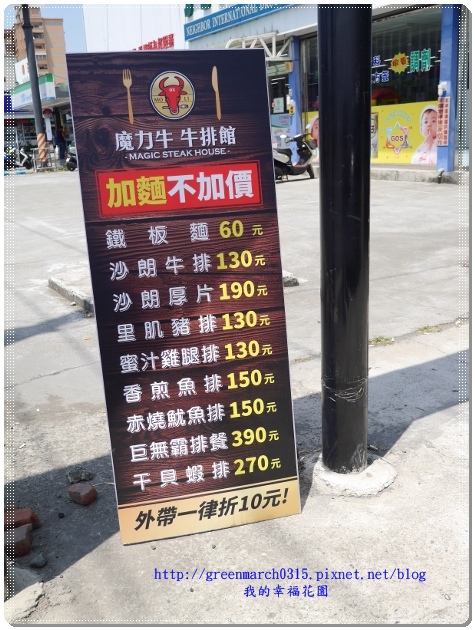 NEIGHBOR INTERNATIONAL DRUG
魔力牛 牛排館
-MAGIC STEAK HOUSE-
加麵不加價
鐵板麵 60元
沙朗牛排 130元
沙朗厚片 190元
里肌豬排 130元
蜜汁雞腿排 130元
香煎魚排 150元
赤燒魷魚排 150元
巨無霸排餐 390元
干貝蝦排 270元
外帶一律折10元!
http://greenmarch0315.pixnet.net/blog
我的幸福花園